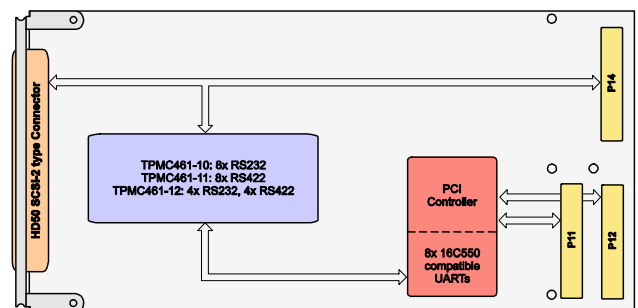 HD50 SCSI-2 type Connector
P14
TPMC461-10: 8x RS232
TPMC461-11: 8x RS422
TPMC461-12: 4x RS232, 4x RS422
PCI
Controller
8x 16C550
compatible
UARTs
P11
P12